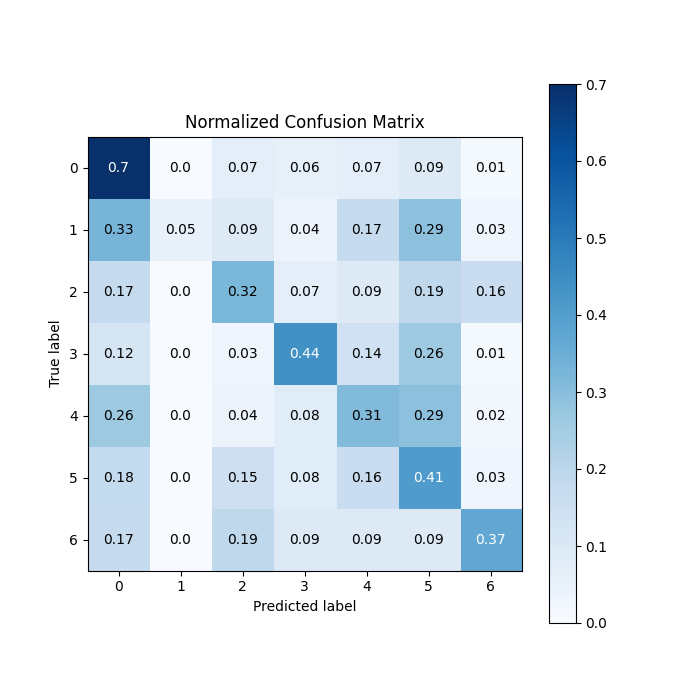 Normalized Confusion Matrix
0 0.7 0.0 0.07 0.06 0.07 0.09 0.01
1 0.33 0.05 0.09 0.04 0.17 0.29 0.03
2 0.17 0.0 0.32 0.07 0.09 0.19 0.16
3 0.12 0.0 0.03 0.44 0.14 0.26 0.01
4 0.26 0.0 0.04 0.08 0.31 0.29 0.02
5 0.18 0.0 0.15 0.08 0.16 0.41 0.03
6 0.17 0.0 0.19 0.09 0.09 0.09 0.37
0 1 2 3 4 5 6
Predicted label
True label
0.7
0.6
0.5
0.4
0.3
0.2
0.1
0.0